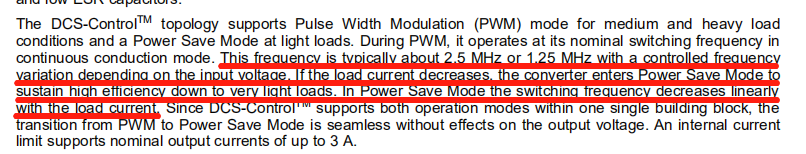 and low ESR capacitors.
The DCS-Control™ topology supports Pulse Width Modulation (PWM) mode for medium and heavy load
conditions and a Power Save Mode at light loads. During PWM, it operates at its nominal switching frequency in
continuous conduction mode. This frequency is typically about 2.5 MHz or 1.25 MHz with a controlled frequency
variation depending on the input voltage. If the load current decreases, the converter enters Power Save Mode to
sustain high efficiency down to very light loads. In Power Save Mode the switching frequency decreases linearly
with the load current. Since DCS-Control™ supports both operation modes within one single building block, the
transition from PWM to Power Save Mode is seamless without effects on the output voltage. An internal current
limit supports nominal output currents of up to 3 A.